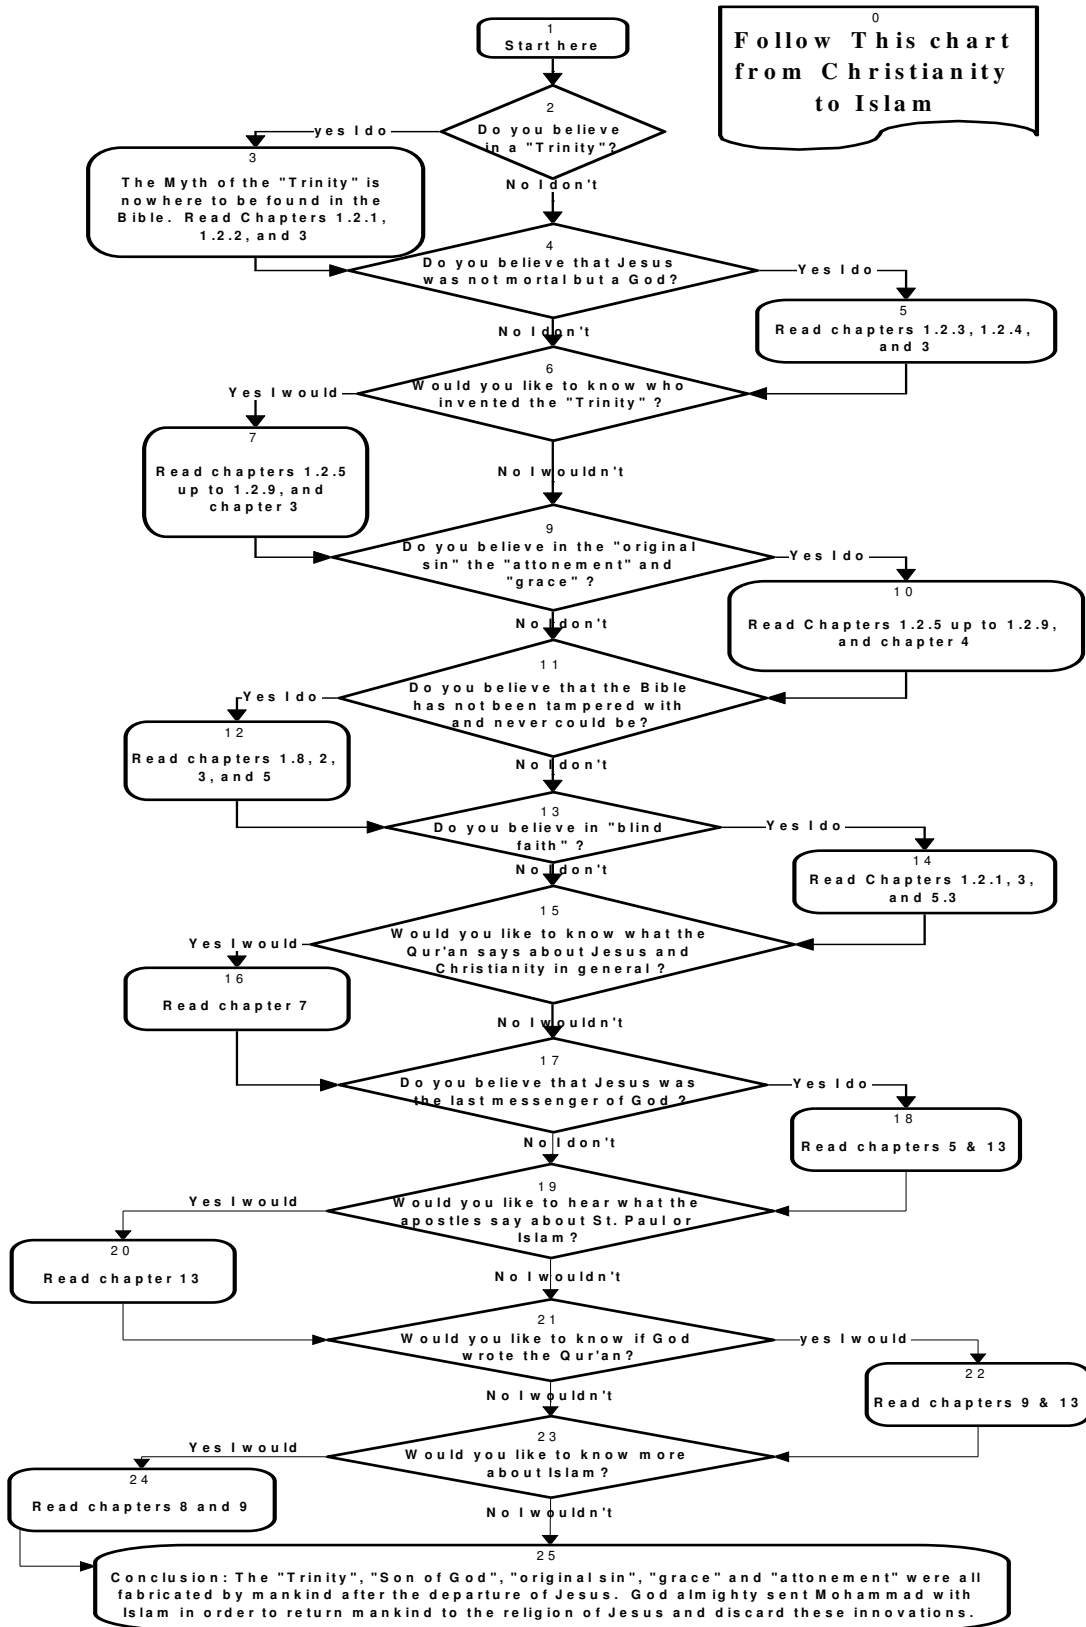 0
Follow This chart
from Christianity
to Islam
1
Start here
2
Do you believe
in a "Trinity"?
yes I do
No I don't
3
The Myth of the "Trinity" is
nowhere to be found in the
Bible. Read Chapters 1.2.1,
1.2.2, and 3
4
Do you believe that Jesus
was not mortal but a God?
Yes I do
No I don't
5
Read chapters 1.2.3, 1.2.4,
and 3
6
Would you like to know who
invented the "Trinity" ?
Yes I would
No I wouldn't
7
Read chapters 1.2.5
up to 1.2.9, and
chapter 3
9
Do you believe in the "original
sin" the "attonement" and
"grace" ?
Yes I do
No I don't
10
Read Chapters 1.2.5 up to 1.2.9,
and chapter 4
11
Do you believe that the Bible
has not been tampered with
and never could be?
Yes I do
No I don't
12
Read chapters 1.8, 2,
3, and 5
13
Do you believe in "blind
faith" ?
Yes I do
No I don't
14
Read Chapters 1.2.1, 3,
and 5.3
15
Would you like to know what the
Qur'an says about Jesus and
Christianity in general ?
Yes I would
No I wouldn't
16
Read chapter 7
17
Do you believe that Jesus was
the last messenger of God ?
Yes I do
No I don't
18
Read chapters 5 & 13
19
Would you like to hear what the
apostles say about St. Paul or
Islam ?
Yes I would
No I wouldn't
20
Read chapter 13
21
Would you like to know if God
wrote the Qur'an?
yes I would
No I wouldn't
22
Read chapters 9 & 13
23
Would you like to know more
about Islam ?
Yes I would
No I wouldn't
24
Read chapters 8 and 9
25
Conclusion: The "Trinity", "Son of God", "original sin", "grace" and "attonement" were all
fabricated by mankind after the departure of Jesus. God almighty sent Mohammad with
Islam in order to return mankind to the religion of Jesus and discard these innovations.